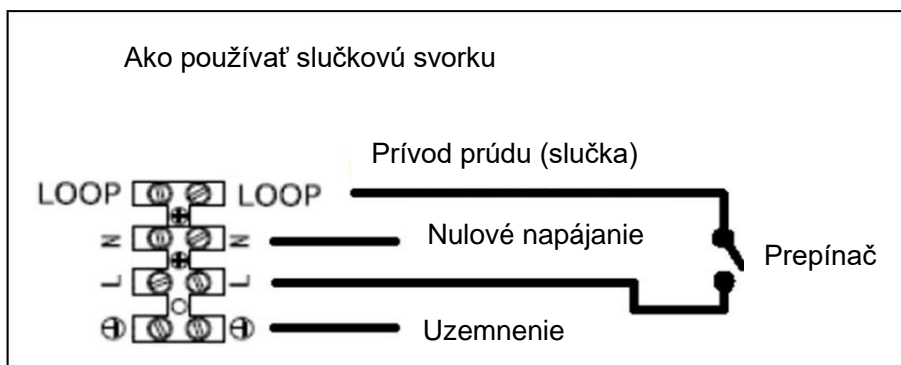 Ako používať slučkovú svorku
Prívod prúdu (slučka)
LOOP LOOP
N N Nulové napájanie
Prepínač
L L
Uzemnenie